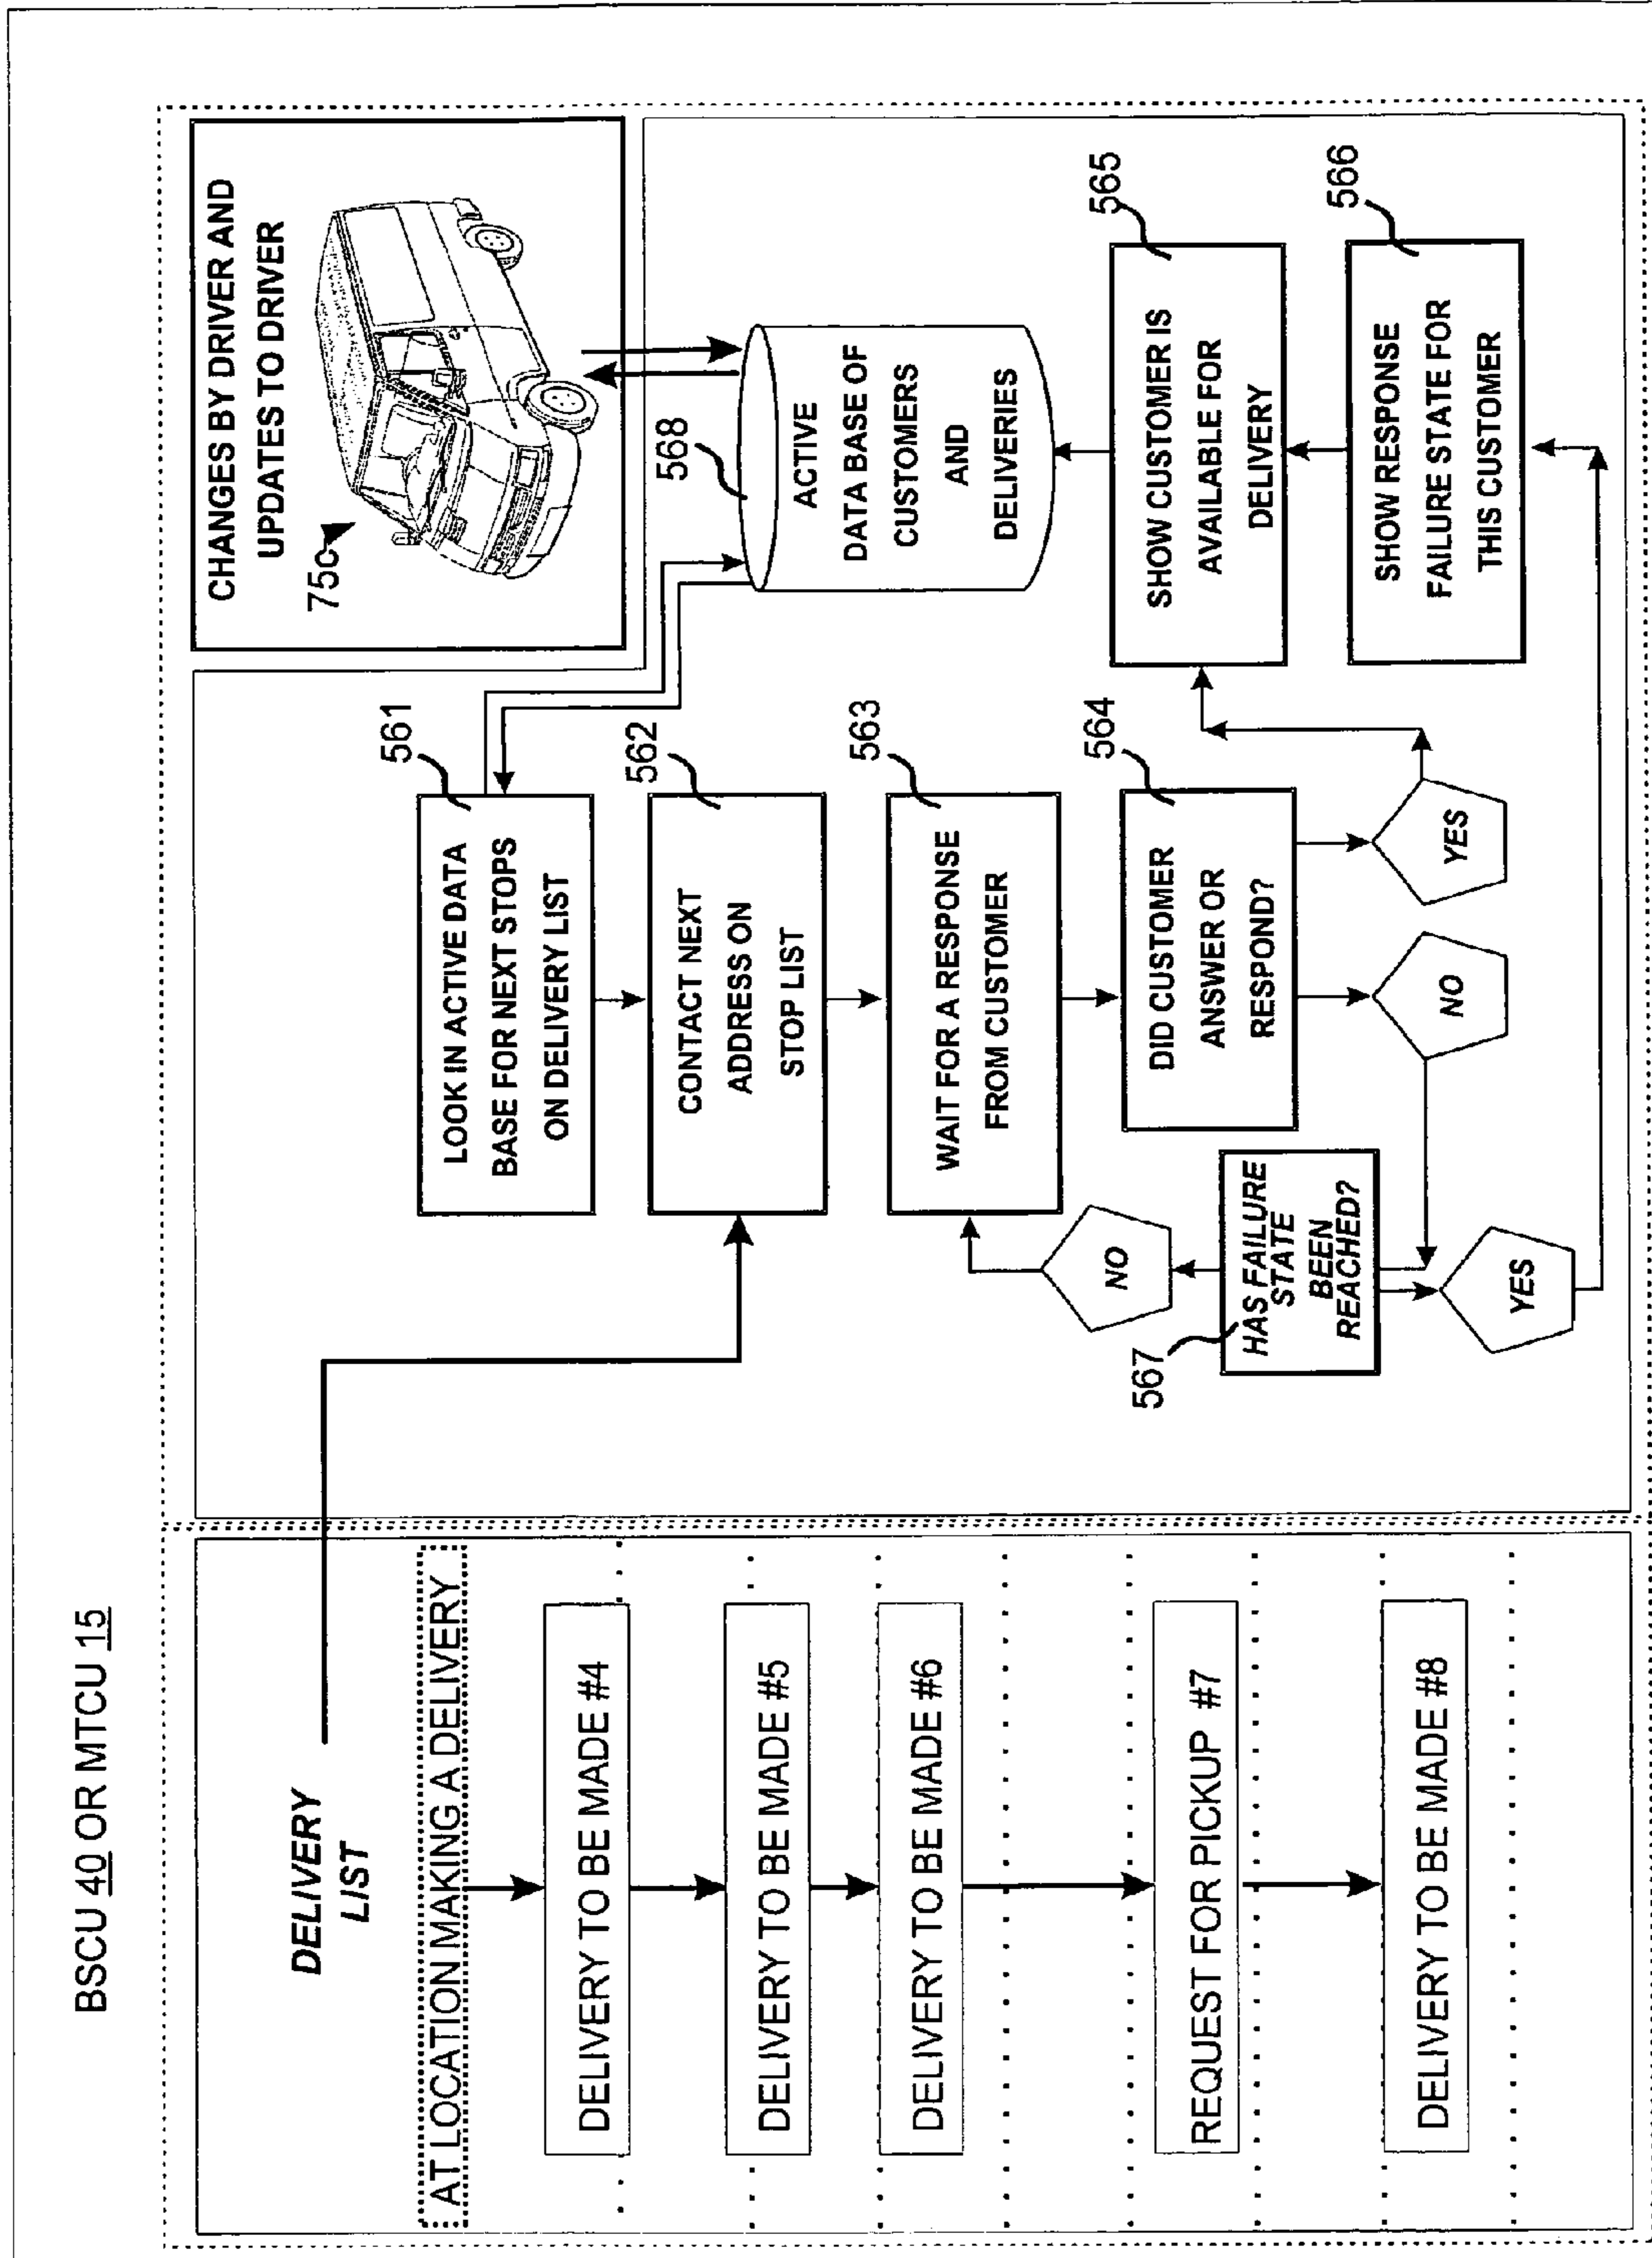 BSCU 40 OR MTCU 15
DELIVERY
LIST
AT LOCATION MAKING A DELIVERY
DELIVERY TO BE MADE #4
DELIVERY TO BE MADE #5
DELIVERY TO BE MADE #6
REQUEST FOR PICKUP #7
DELIVERY TO BE MADE #8
CHANGES BY DRIVER AND
UPDATES TO DRIVER
75c
561
LOOK IN ACTIVE DATA
BASE FOR NEXT STOPS
ON DELIVERY LIST
562
CONTACT NEXT
ADDRESS ON
STOP LIST
563
WAIT FOR A RESPONSE
FROM CUSTOMER
564
DID CUSTOMER
ANSWER OR
RESPOND?
YES
NO
567
HAS FAILURE
STATE
BEEN
REACHED?
NO
YES
568
ACTIVE
DATA BASE OF
CUSTOMERS
AND
DELIVERIES
565
SHOW CUSTOMER IS
AVAILABLE FOR
DELIVERY
566
SHOW RESPONSE
FAILURE STATE FOR
THIS CUSTOMER